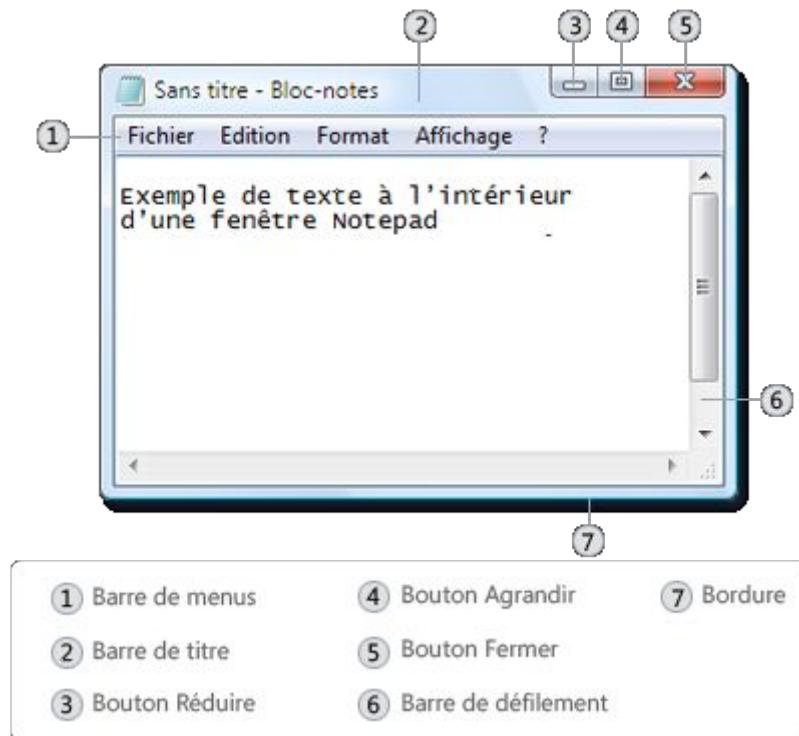 2
3
4
5
Sans titre - Bloc-notes
1
Fichier Edition Format Affichage ?
Exemple de texte à l'intérieur
d'une fenêtre Notepad
6
7
1 Barre de menus
2 Barre de titre
3 Bouton Réduire
4 Bouton Agrandir
5 Bouton Fermer
6 Barre de défilement
7 Bordure